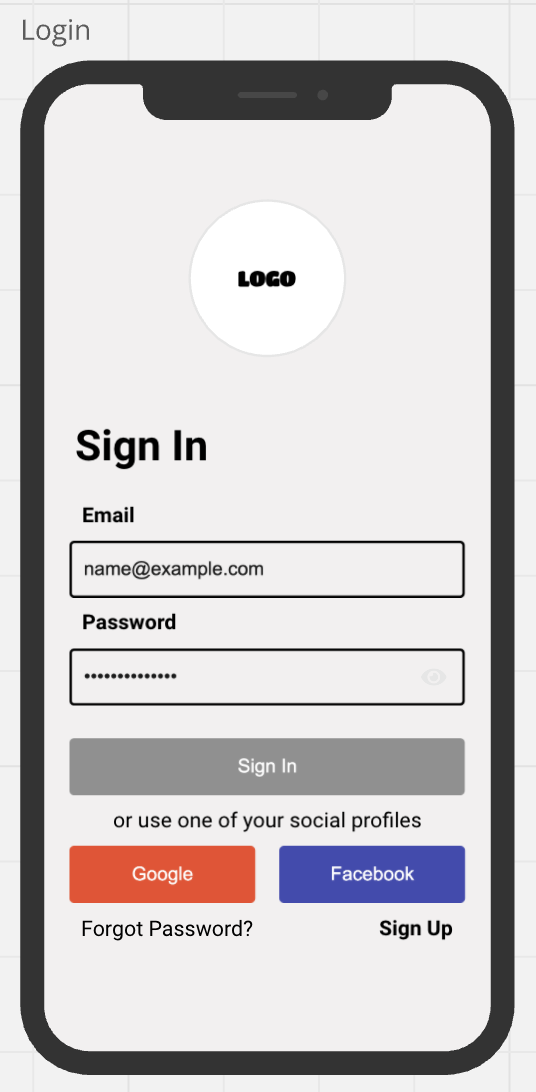 Login
LOGO
Sign In
Email
name@example.com
Password
••••••••••••••
Sign In
or use one of your social profiles
Google Facebook
Forgot Password? Sign Up